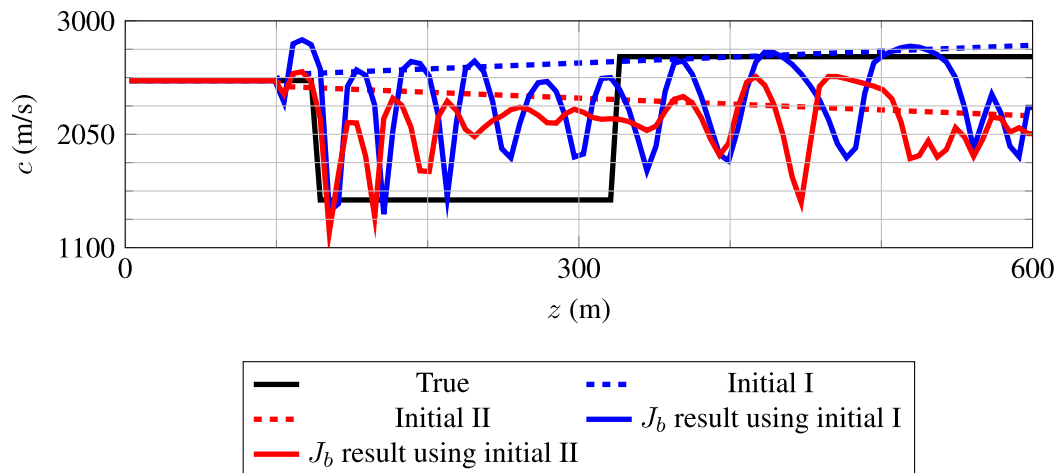 3000
2050
1100
c (m/s)
0 300 600
z (m)
True Initial I
Initial II J_b result using initial I
J_b result using initial II